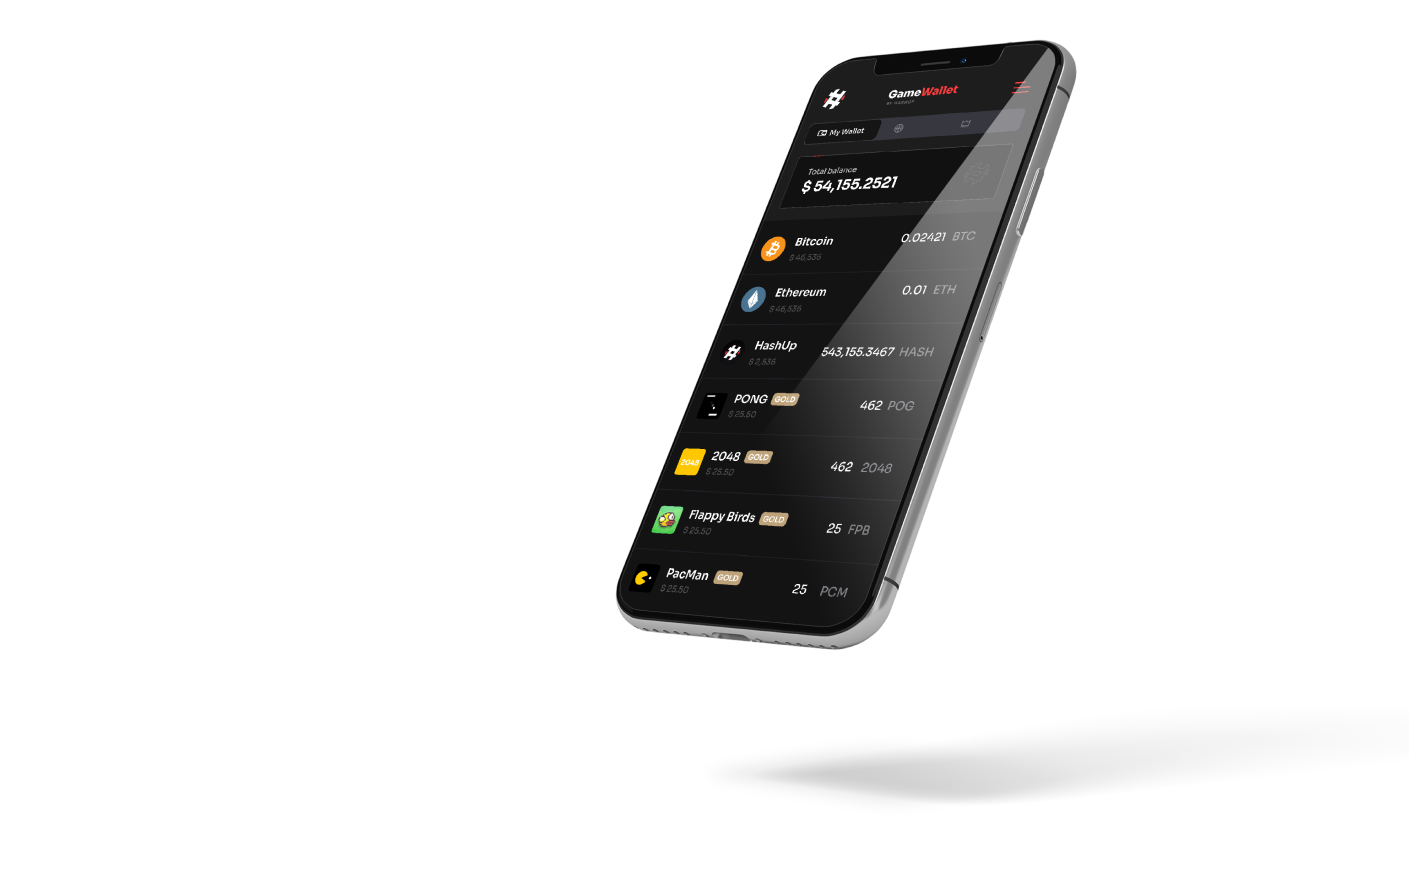 GameWallet
BY HASHUP
My Wallet
Total balance
$ 54,155.2521
Bitcoin 0.02421 BTC
$ 46,536
Ethereum 0.01 ETH
$ 46,536
HashUp 543,155.3467 HASH
$ 2,536
PONG GOLD 462 POG
$ 25.50
2048 2048 GOLD 462 2048
$ 25.50
Flappy Birds GOLD 25 FPB
$ 25.50
PacMan GOLD 25 PCM
$ 25.50